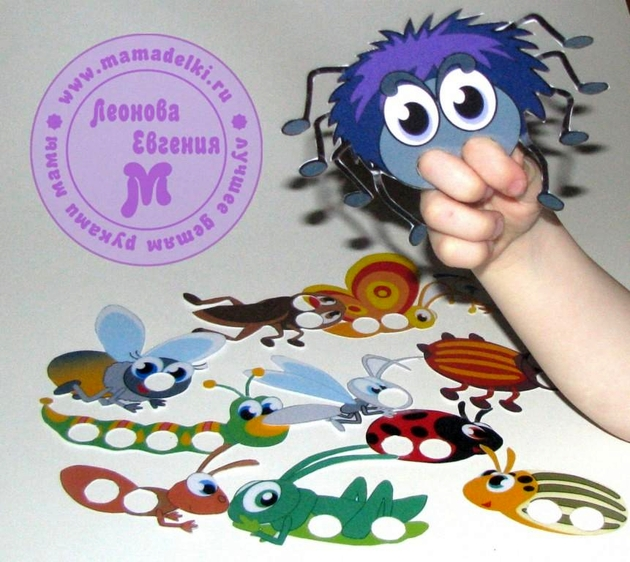 www.mamadelki.ru
Леонова
Евгения
М
лучшее детям руками мамы